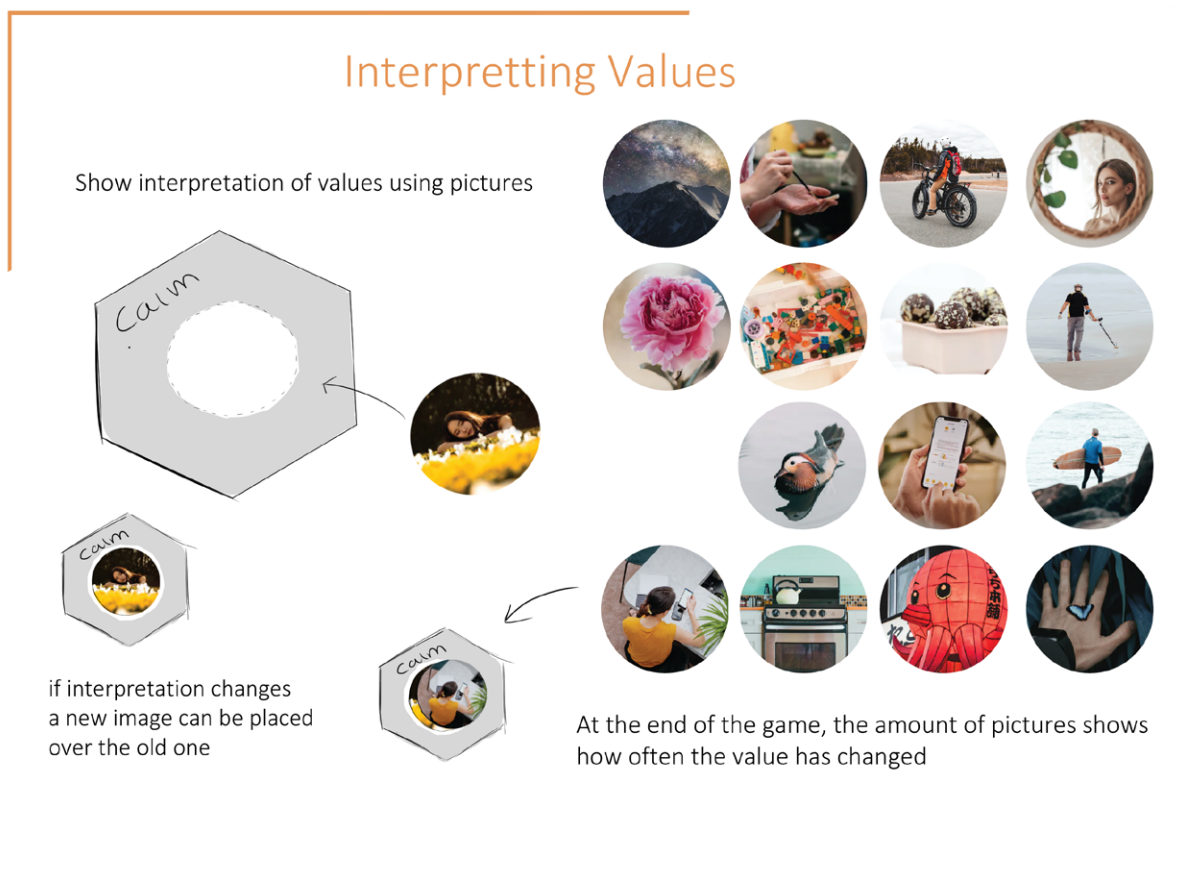 Interpretting Values
Show interpretation of values using pictures
Calm
calm
if interpretation changes
a new image can be placed
over the old one
calm
At the end of the game, the amount of pictures shows
how often the value has changed